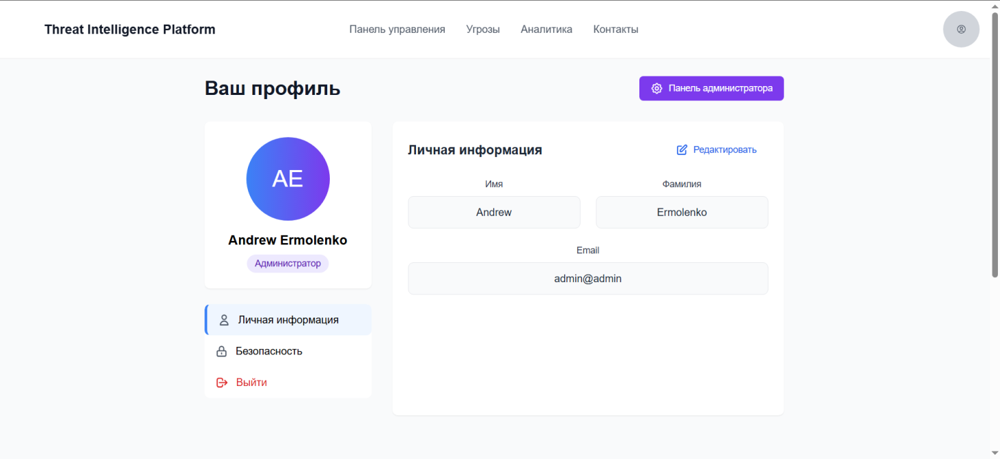 Threat Intelligence Platform
Панель управления Угрозы Аналитика Контакты
Ваш профиль
Панель администратора
AE
Andrew Ermolenko
Администратор
Личная информация
Безопасность
Выйти
Личная информация
Редактировать
Имя
Andrew
Фамилия
Ermolenko
Email
admin@admin